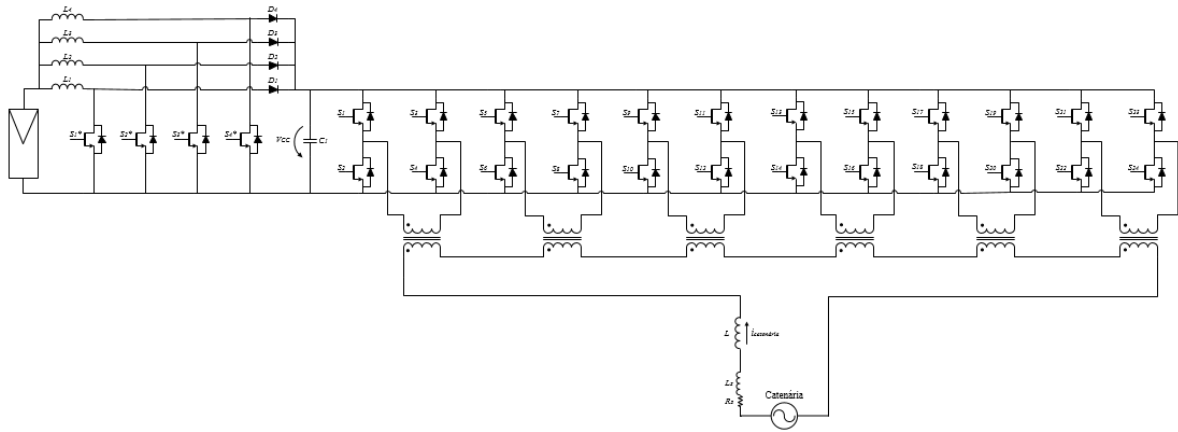 L4 D4
L3 D3
L2 D2
L1 D1
S1* S2* S3* S4* VCC C1
S1 S3 S5 S7 S9 S11 S13 S15 S17 S19 S21 S23
S2 S4 S6 S8 S10 S12 S14 S16 S18 S20 S22 S24
L icatenária
Ls
Rs
Catenária